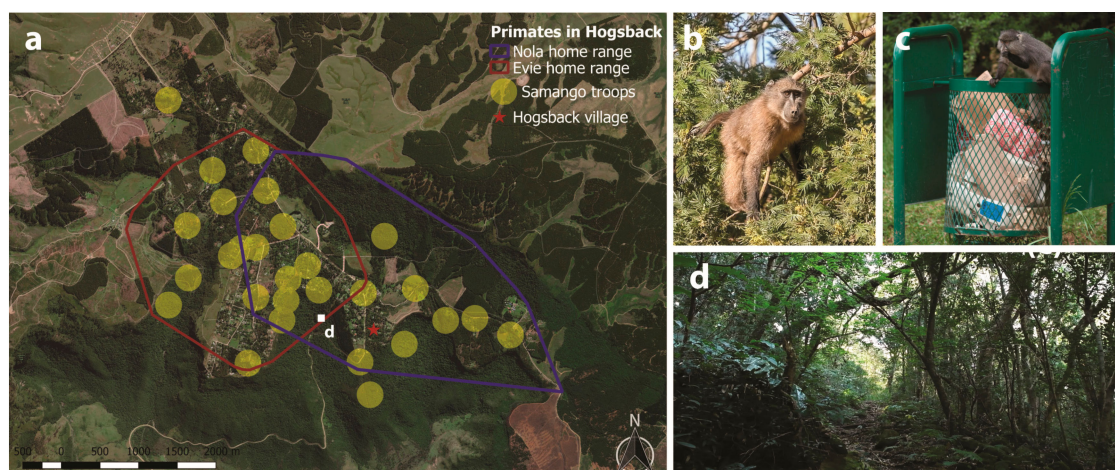 a
Primates in Hogsback
Nola home range
Evie home range
Samango troops
Hogsback village
d
N
500 0 500 1000 1500 2000 m
b
c
d